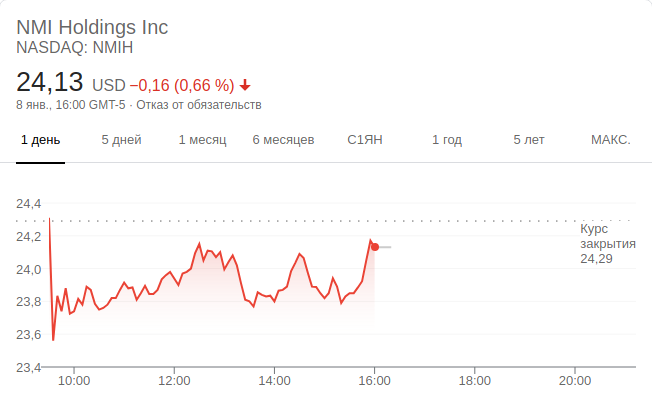 NMI Holdings Inc
NASDAQ: NMIH
24,13 USD −0,16 (0,66 %)
8 янв., 16:00 GMT-5 · Отказ от обязательств
1 день 5 дней 1 месяц 6 месяцев С1ЯН 1 год 5 лет МАКС.
24,4
24,2
24,0
23,8
23,6
23,4
Курс
закрытия
24,29
10:00 12:00 14:00 16:00 18:00 20:00